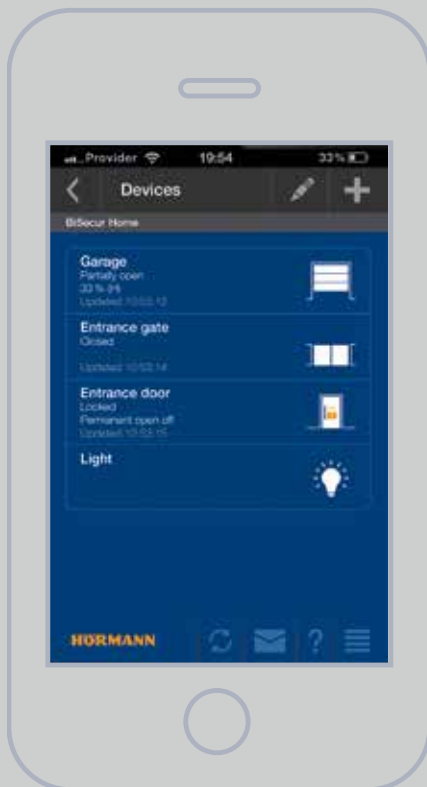 Provider 19:54 33%
Devices
BiSecur Home
Garage
Partially open
33 %
Updated 10:53:13
Entrance gate
Closed
Updated 10:53:14
Entrance door
Locked
Permanent open off
Updated 10:53:15
Light
HÖRMANN
?